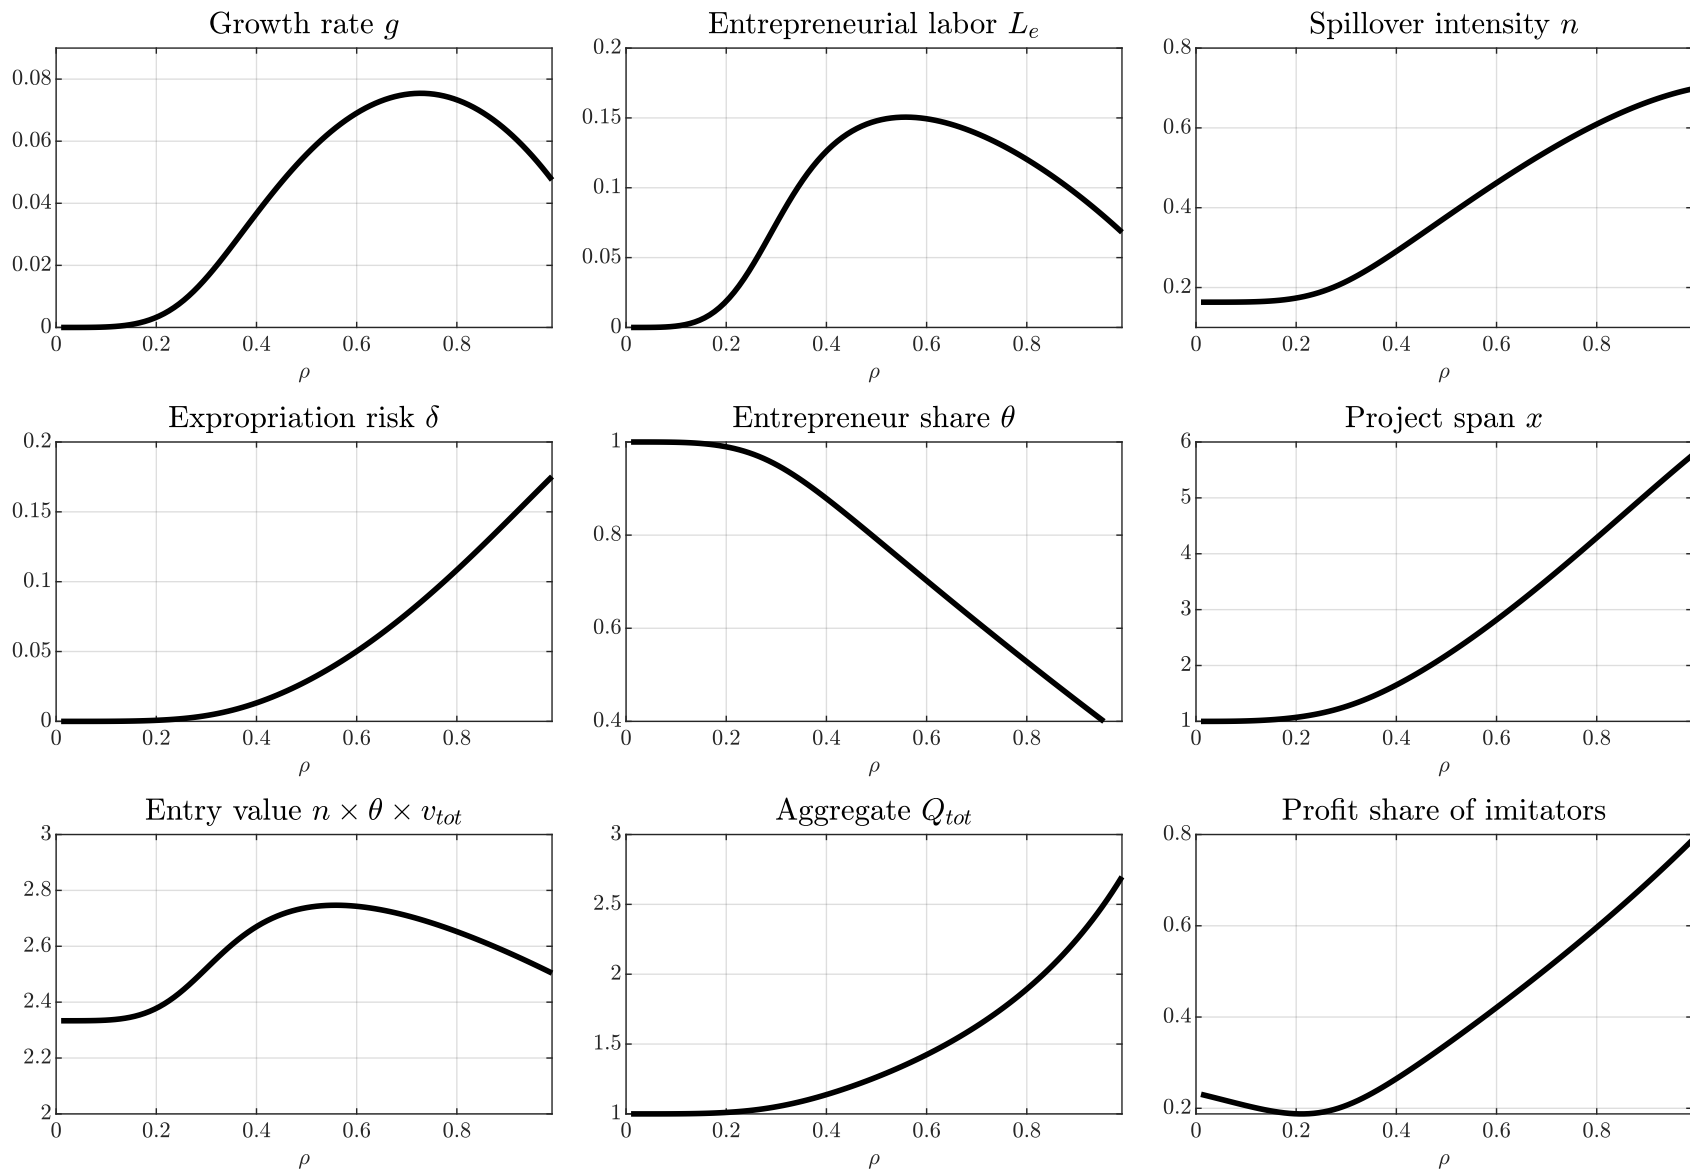 Growth rate g
0.08
0.06
0.04
0.02
0
0 0.2 0.4 0.6 0.8
ρ
Entrepreneurial labor Lₑ
0.2
0.15
0.1
0.05
0
0 0.2 0.4 0.6 0.8
ρ
Spillover intensity n
0.8
0.6
0.4
0.2
0 0.2 0.4 0.6 0.8
ρ
Expropriation risk δ
0.2
0.15
0.1
0.05
0
0 0.2 0.4 0.6 0.8
ρ
Entrepreneur share θ
1
0.8
0.6
0.4
0 0.2 0.4 0.6 0.8
ρ
Project span x
6
5
4
3
2
1
0 0.2 0.4 0.6 0.8
ρ
Entry value n × θ × v_tot
3
2.8
2.6
2.4
2.2
2
0 0.2 0.4 0.6 0.8
ρ
Aggregate Q_tot
3
2.5
2
1.5
1
0 0.2 0.4 0.6 0.8
ρ
Profit share of imitators
0.8
0.6
0.4
0.2
0 0.2 0.4 0.6 0.8
ρ